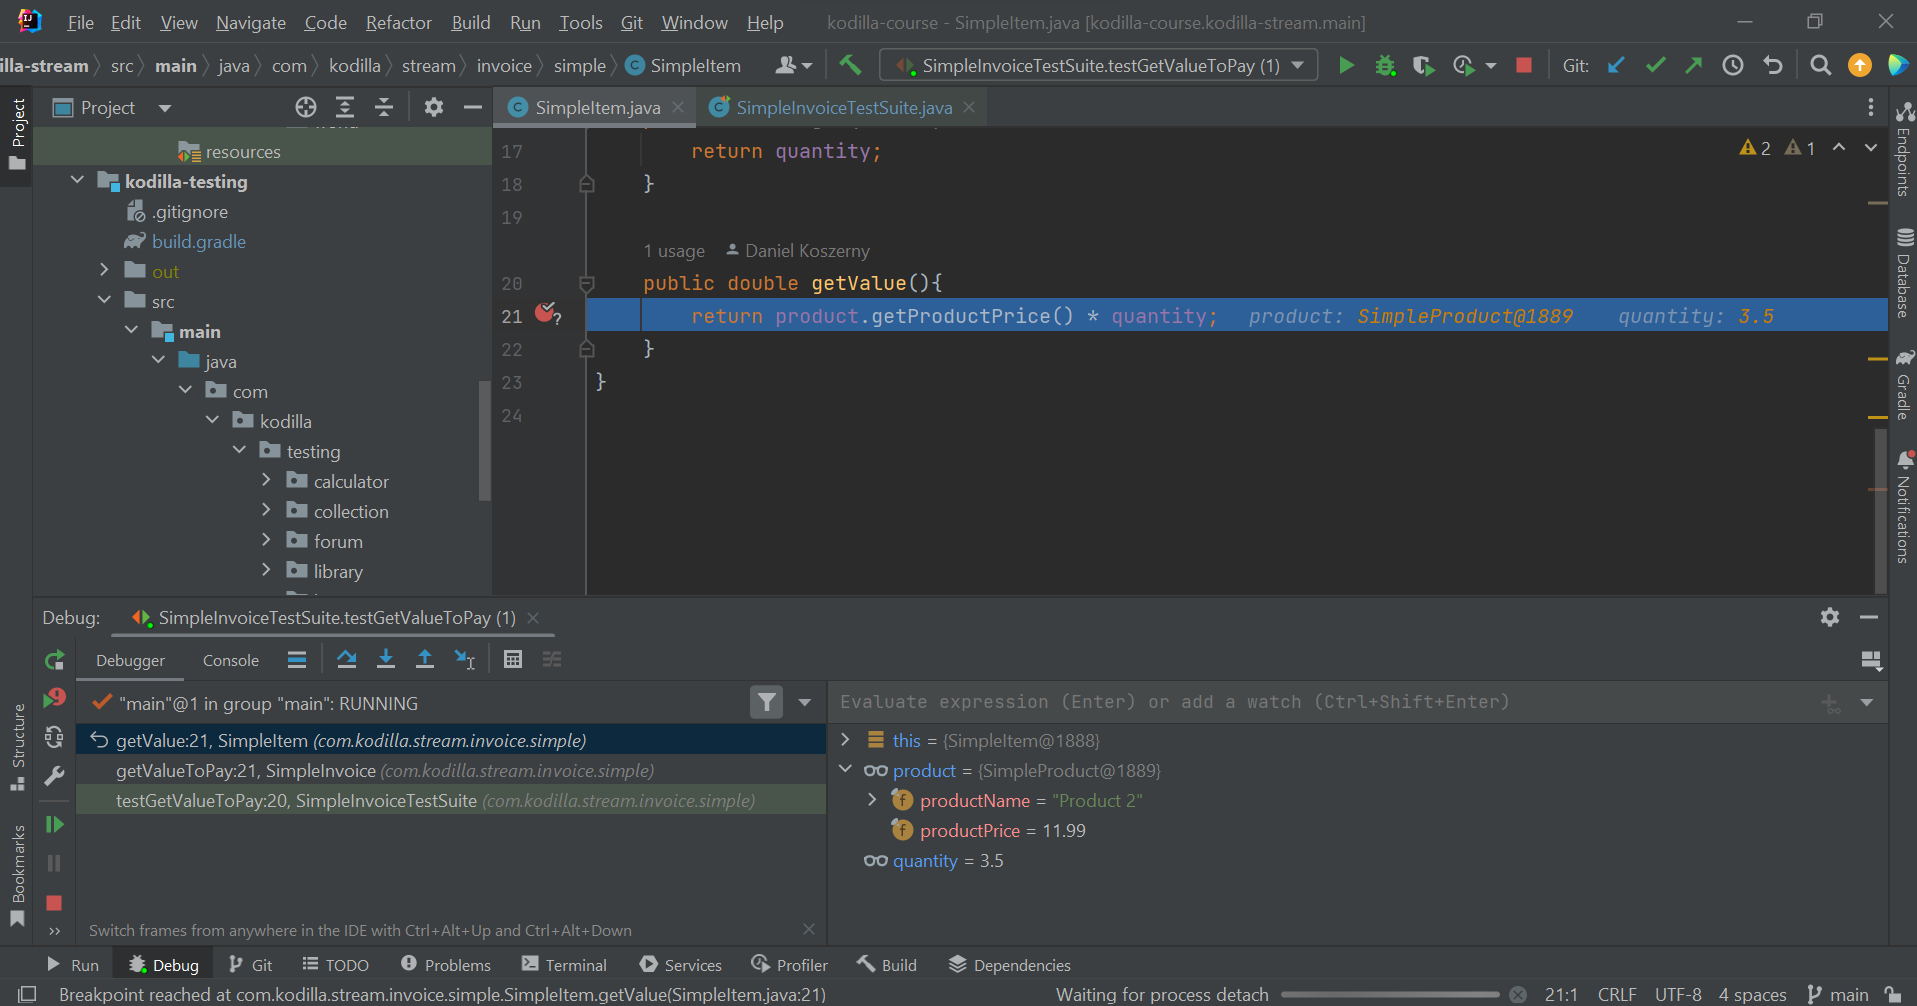 File Edit View Navigate Code Refactor Build Run Tools Git Window Help kodilla-course - SimpleItem.java [kodilla-course.kodilla-stream.main]
illa-stream src main java com kodilla stream invoice simple SimpleItem SimpleInvoiceTestSuite.testGetValueToPay (1) Git:
Project
Project
SimpleItem.java
SimpleInvoiceTestSuite.java
resources
kodilla-testing
.gitignore
build.gradle
out
src
main
java
com
kodilla
testing
calculator
collection
forum
library
17 return quantity;
2 1
18 }
19
1 usage Daniel Koszerny
20 public double getValue(){
21 return product.getProductPrice() * quantity; product: SimpleProduct@1889 quantity: 3.5
22 }
23 }
24
Endpoints
Database
Gradle
Notifications
Debug: SimpleInvoiceTestSuite.testGetValueToPay (1)
Debugger Console
"main"@1 in group "main": RUNNING
getValue:21, SimpleItem (com.kodilla.stream.invoice.simple)
getValueToPay:21, SimpleInvoice (com.kodilla.stream.invoice.simple)
testGetValueToPay:20, SimpleInvoiceTestSuite (com.kodilla.stream.invoice.simple)
Switch frames from anywhere in the IDE with Ctrl+Alt+Up and Ctrl+Alt+Down
Evaluate expression (Enter) or add a watch (Ctrl+Shift+Enter)
this = {SimpleItem@1888}
product = {SimpleProduct@1889}
productName = "Product 2"
productPrice = 11.99
quantity = 3.5
Structure
Bookmarks
Run Debug Git TODO Problems Terminal Services Profiler Build Dependencies
Breakpoint reached at com.kodilla.stream.invoice.simple.SimpleItem.getValue(SimpleItem.java:21) Waiting for process detach 21:1 CRLF UTF-8 4 spaces main